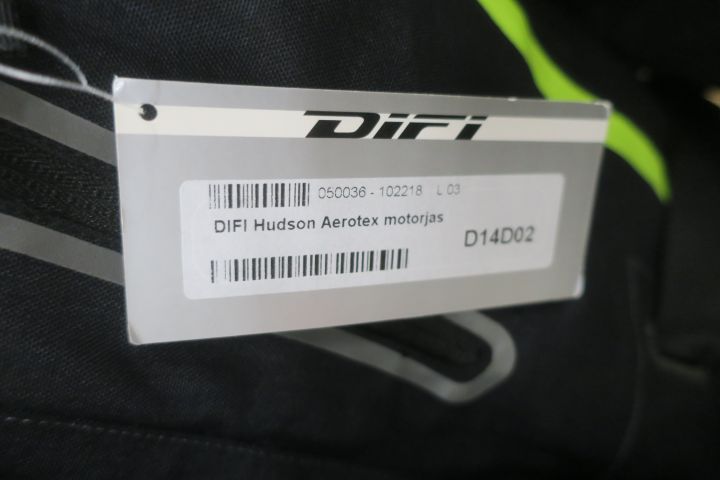 DIFI
050036 - 102218 L 03
DIFI Hudson Aerotex motorjas
D14D02